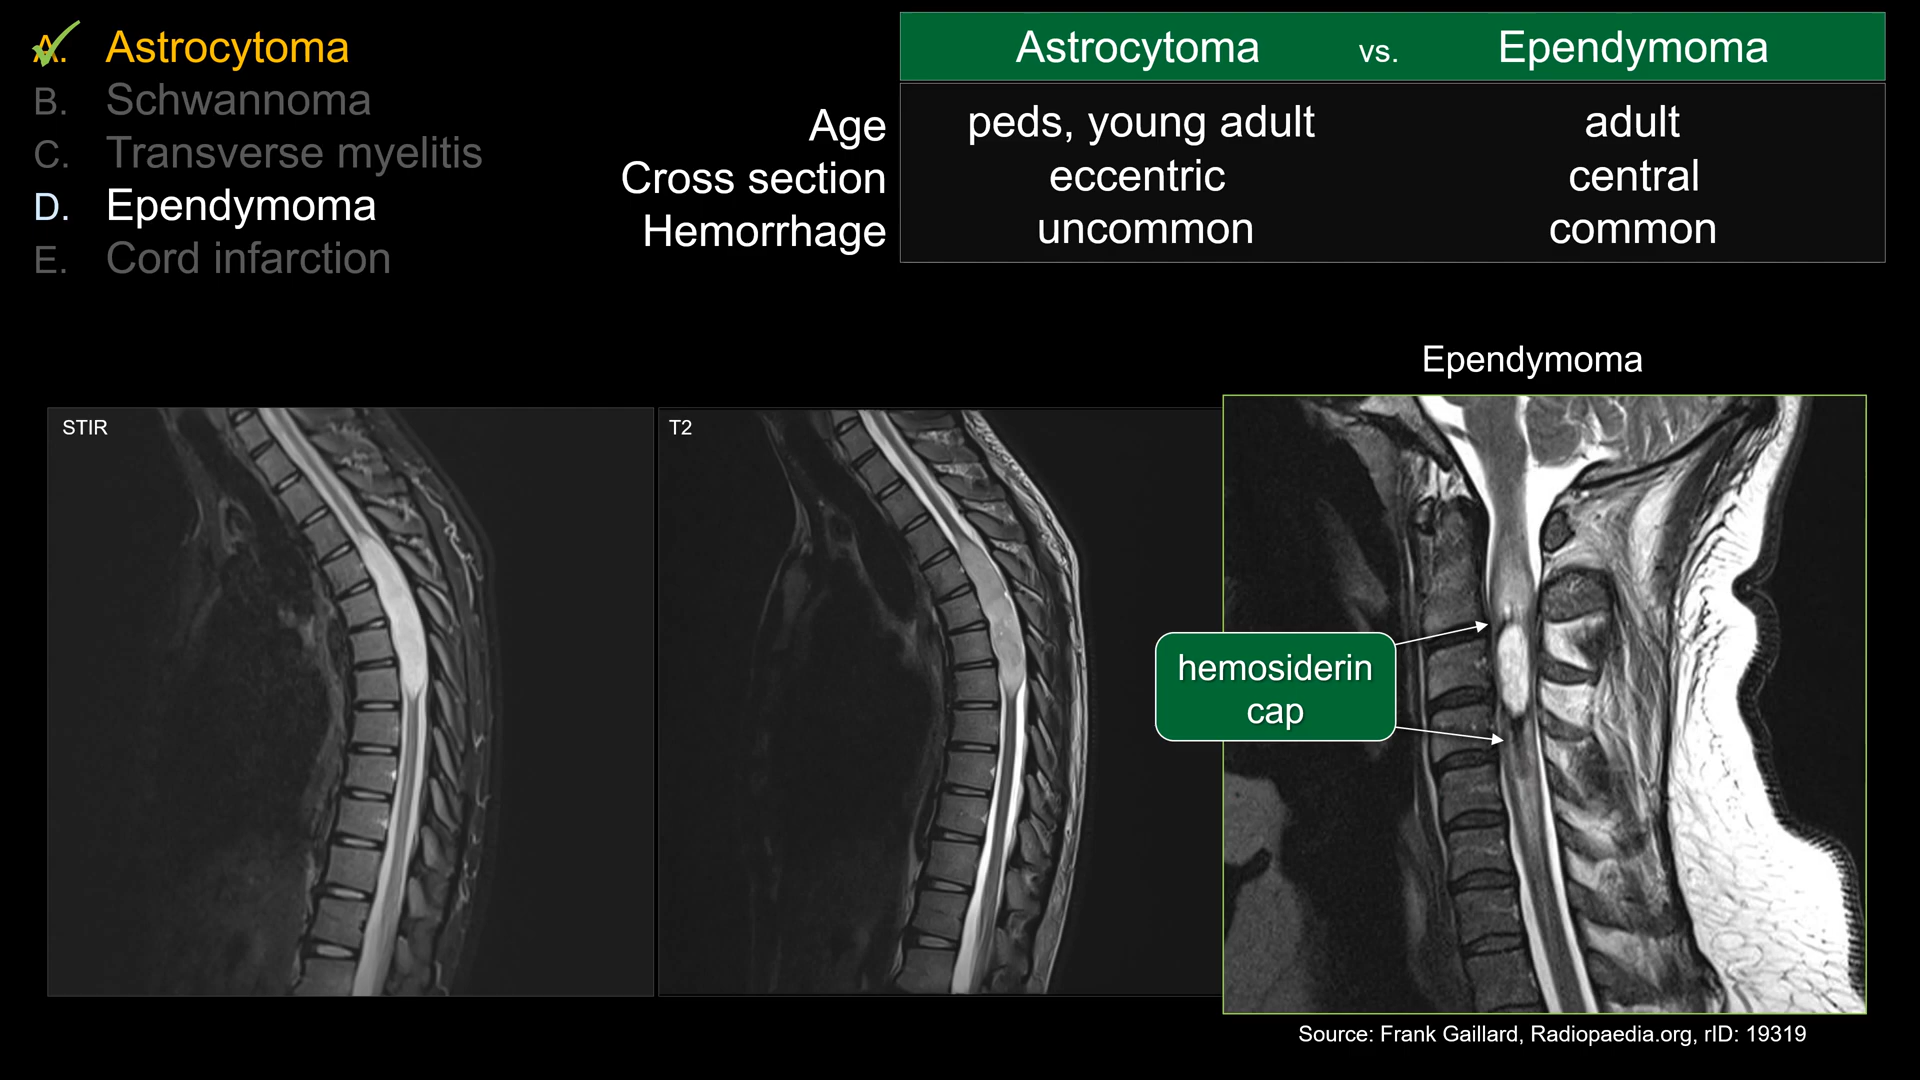 A. Astrocytoma
B. Schwannoma
C. Transverse myelitis
D. Ependymoma
E. Cord infarction
Astrocytoma vs. Ependymoma
Age peds, young adult adult
Cross section eccentric central
Hemorrhage uncommon common
Ependymoma
STIR
T2
hemosiderin
cap
Source: Frank Gaillard, Radiopaedia.org, rID: 19319